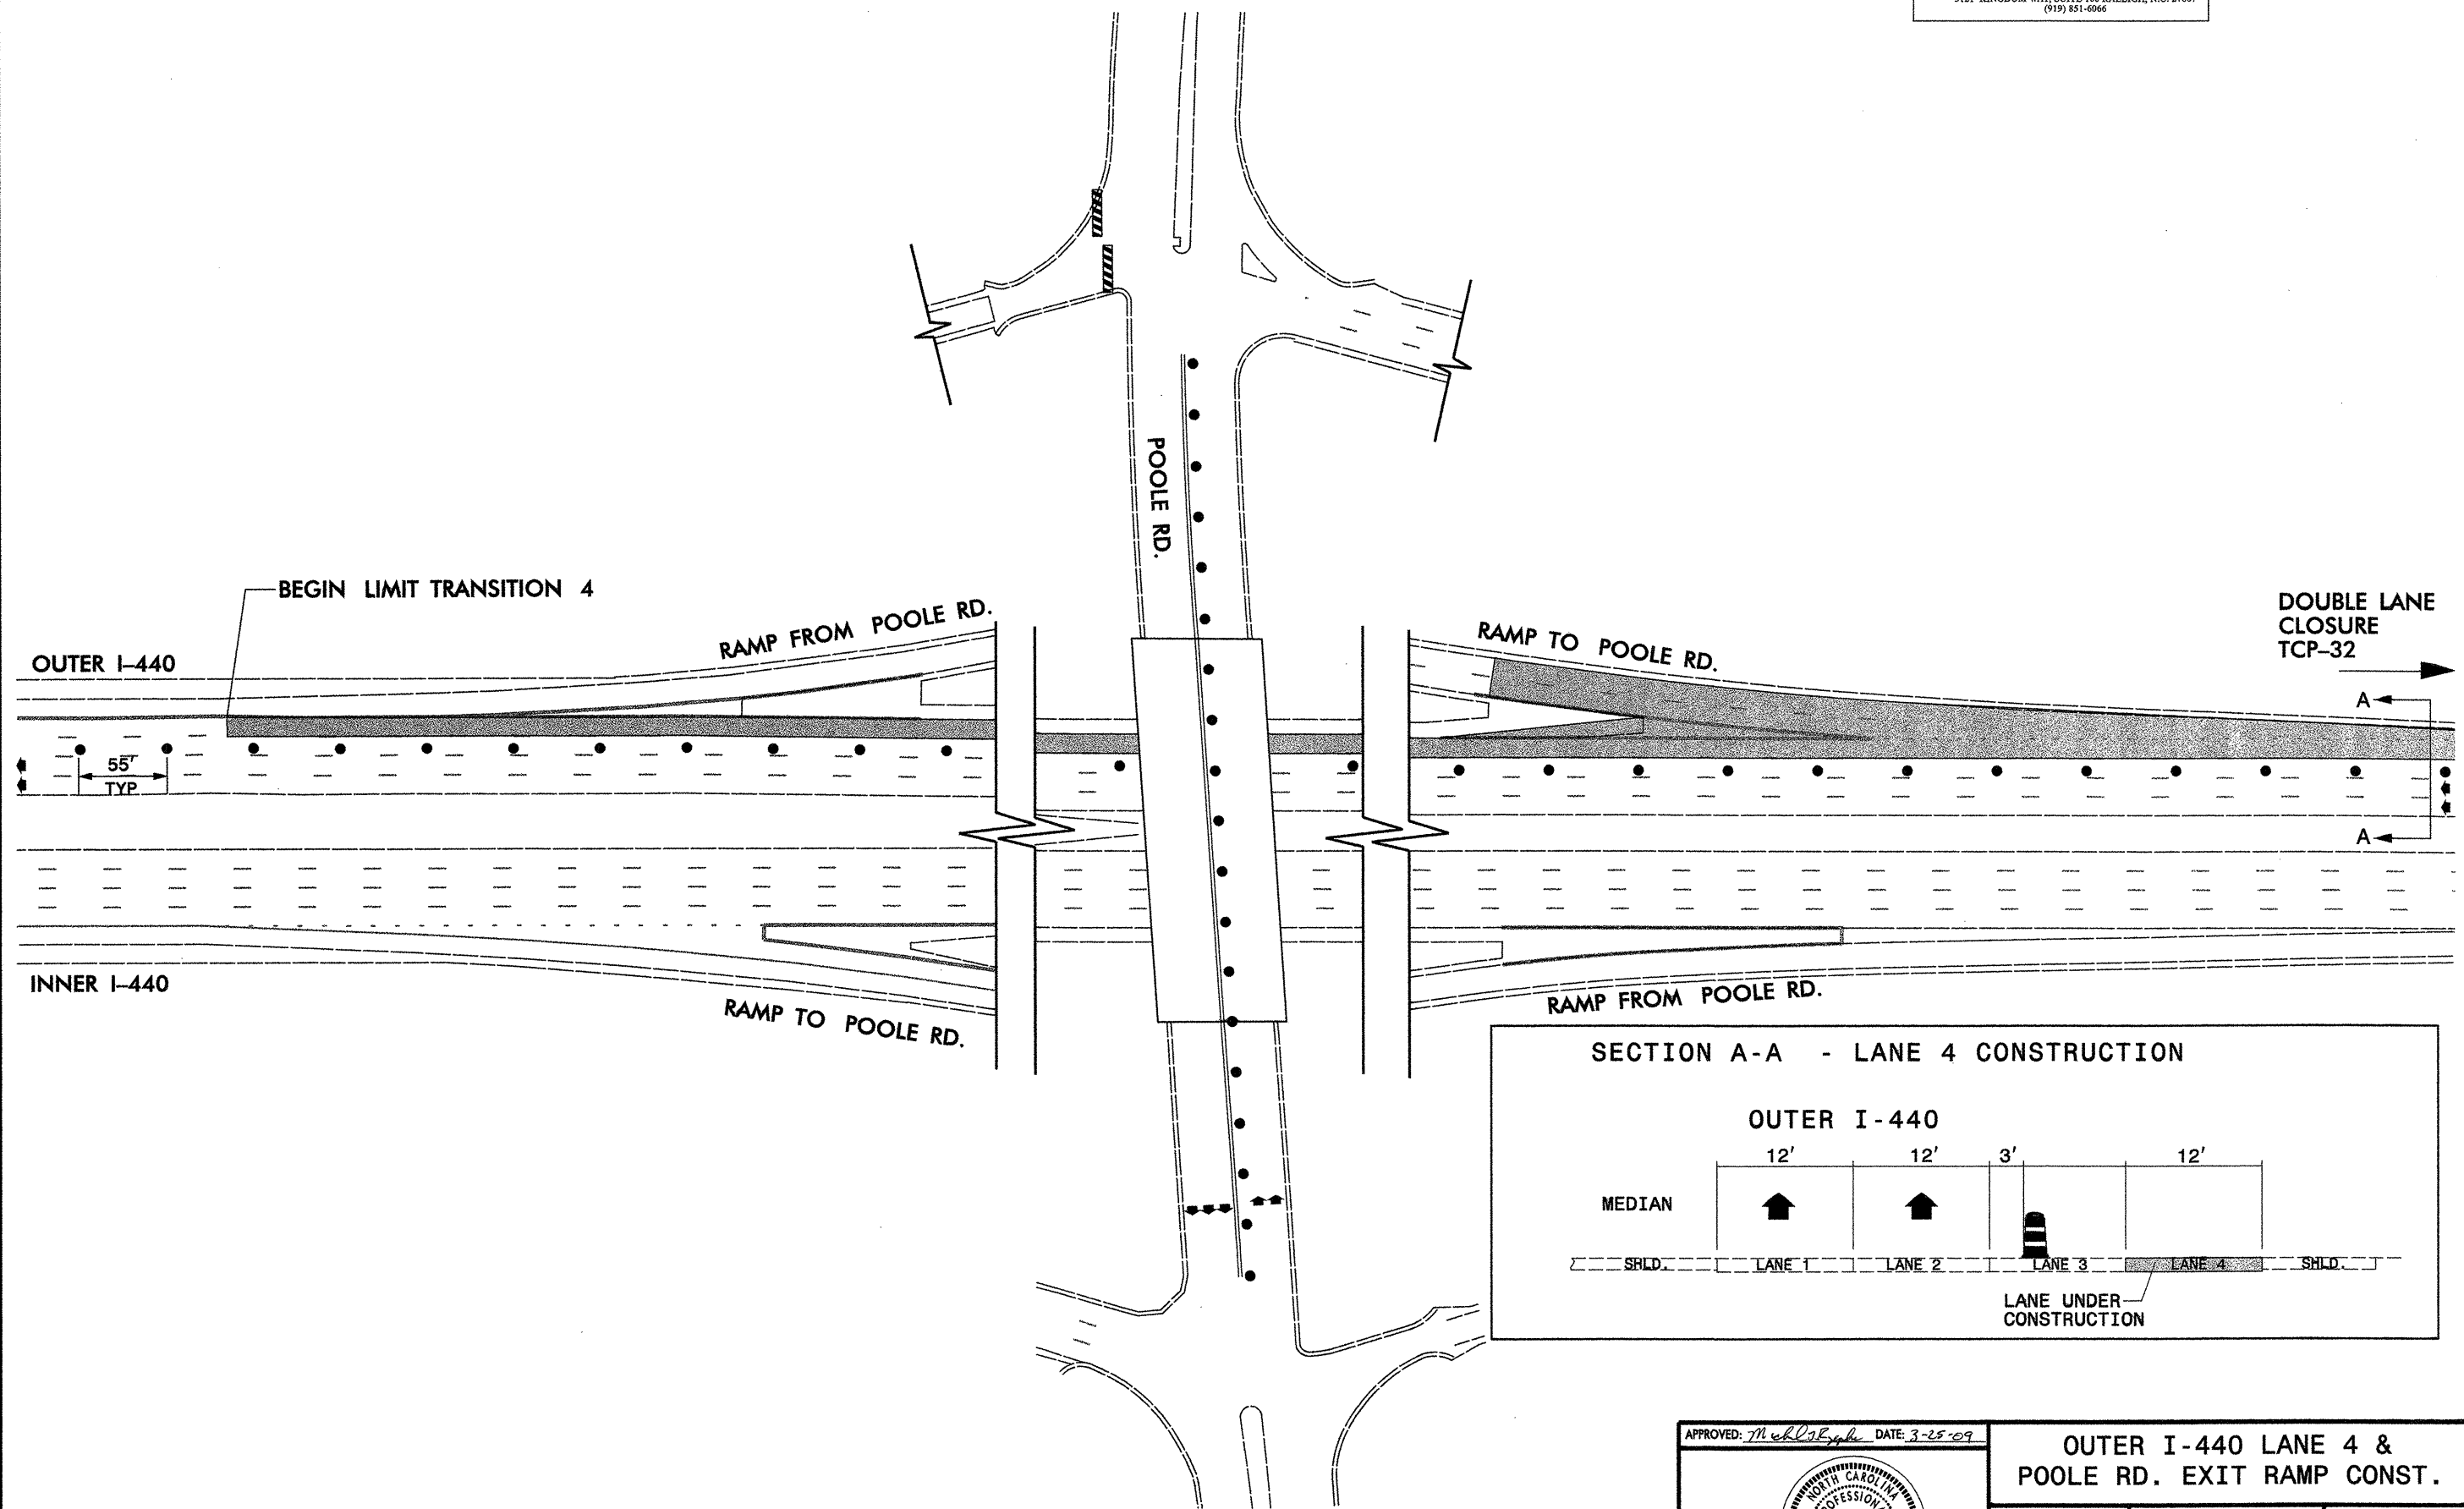 (919) 851-6066
POOLE RD.
BEGIN LIMIT TRANSITION 4
RAMP FROM POOLE RD.
OUTER I-440
RAMP TO POOLE RD.
DOUBLE LANE
CLOSURE
TCP-32
A
55'
TYP
A
INNER I-440
RAMP TO POOLE RD.
RAMP FROM POOLE RD.
SECTION A-A - LANE 4 CONSTRUCTION
OUTER I-440
12' 12' 3' 12'
MEDIAN
SHLD. LANE 1 LANE 2 LANE 3 LANE 4 SHLD.
LANE UNDER
CONSTRUCTION
APPROVED: DATE: 3-25-09
OUTER I-440 LANE 4 &
POOLE RD. EXIT RAMP CONST.
NORTH CAROLINA